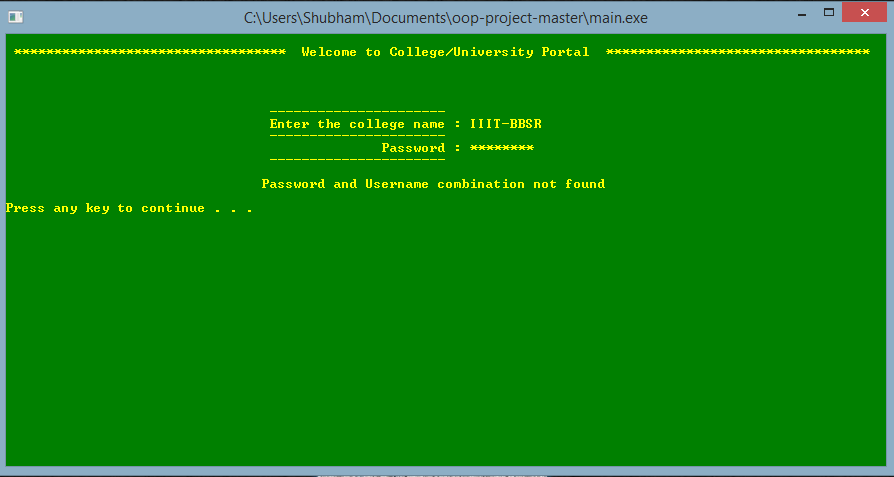 C:\Users\Shubham\Documents\oop-project-master\main.exe
********************************** Welcome to College/University Portal *********************************
----------------------
Enter the college name : IIIT-BBSR
----------------------
Password : ********
----------------------
Password and Username combination not found
Press any key to continue . . .